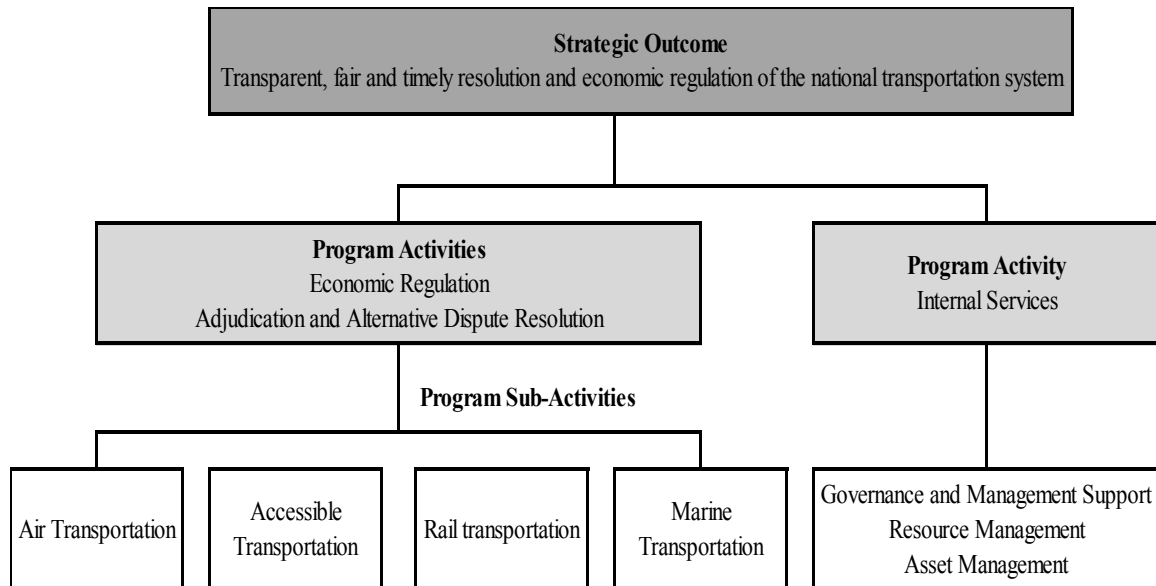 Strategic Outcome
Transparent, fair and timely resolution and economic regulation of the national transportation system
Program Activities
Economic Regulation
Adjudication and Alternative Dispute Resolution
Program Activity
Internal Services
Program Sub-Activities
Air Transportation
Accessible
Transportation
Rail transportation
Marine
Transportation
Governance and Management Support
Resource Management
Asset Management